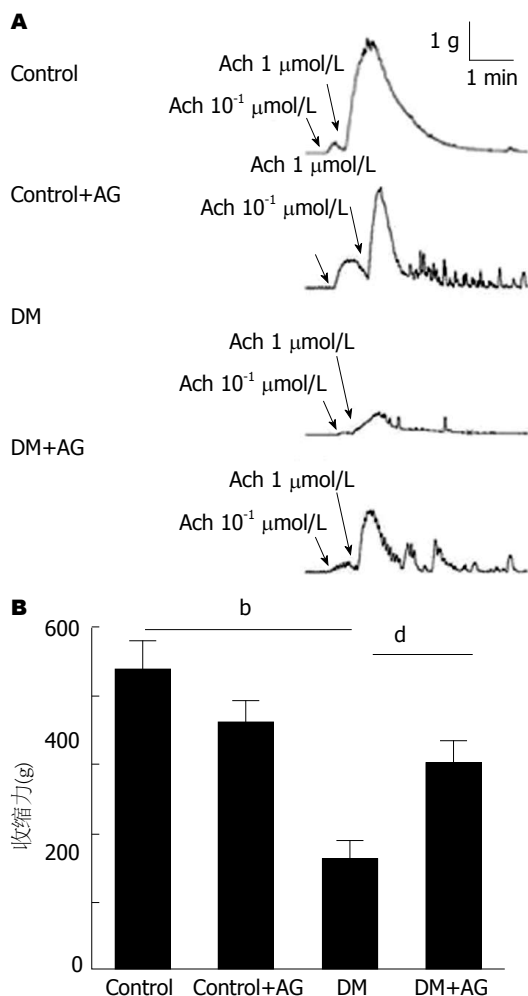 A
1 g
1 min
Control
Ach 1 μmol/L
Ach 10⁻¹ μmol/L
Control+AG
Ach 1 μmol/L
Ach 10⁻¹ μmol/L
DM
Ach 1 μmol/L
Ach 10⁻¹ μmol/L
DM+AG
Ach 1 μmol/L
Ach 10⁻¹ μmol/L
B
600
400
200
0
收缩力(g)
b
d
Control Control+AG DM DM+AG